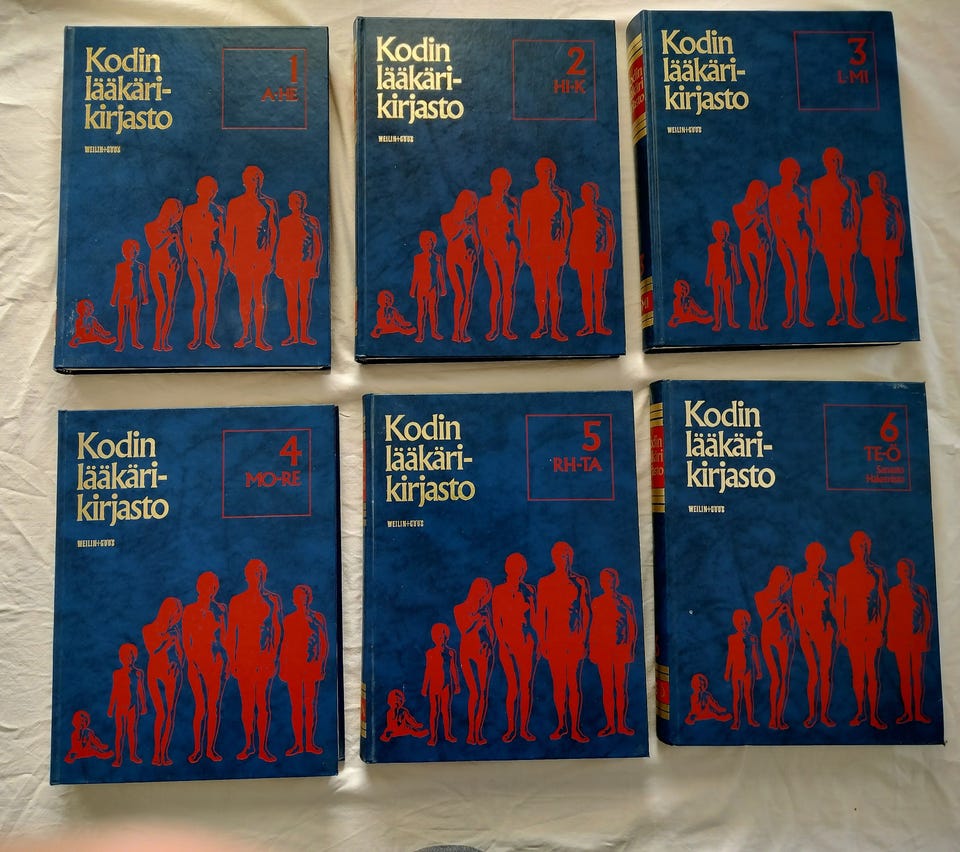 Kodin
lääkäri-
kirjasto
WEILIN+GÖÖS
1
A-HE
Kodin
lääkäri-
kirjasto
WEILIN+GÖÖS
2
HI-K
Kodin
lääkäri-
kirjasto
WEILIN+GÖÖS
3
L-MI
Kodin
lääkäri-
kirjasto
WEILIN+GÖÖS
4
MO-RE
Kodin
lääkäri-
kirjasto
WEILIN+GÖÖS
5
RH-TA
Kodin
lääkäri-
kirjasto
WEILIN+GÖÖS
6
TE-Ö
Sanasto
Hakemisto